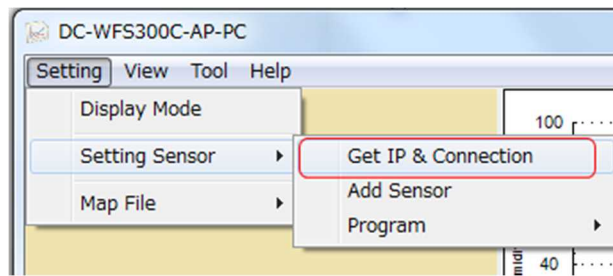 DC-WFS300C-AP-PC
Setting View Tool Help
Display Mode
Setting Sensor
Map File
Get IP & Connection
Add Sensor
Program
100
40